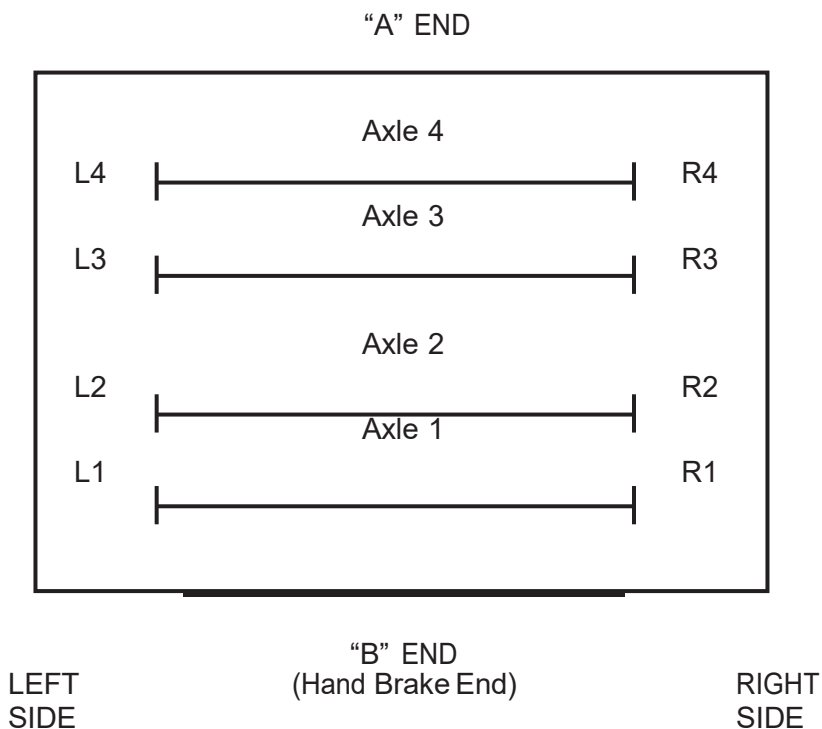 “A” END
Axle 4
L4 R4
Axle 3
L3 R3
Axle 2
L2 R2
Axle 1
L1 R1
“B” END
(Hand Brake End)
LEFT
SIDE
RIGHT
SIDE